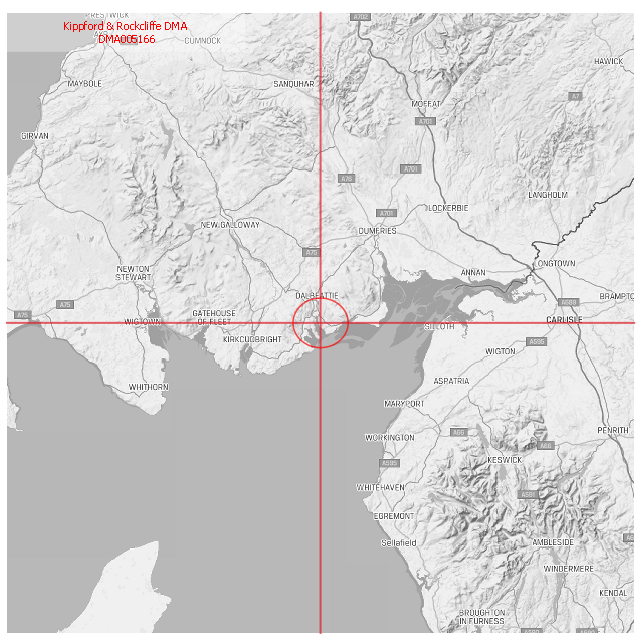 PRESTWICK
A702
Kippford & Rockcliffe DMA
DMA005166
CUMNOCK
HAWICK
MAYBOLE
SANQUHAR
A7
MOFFAT
A701
GIRVAN
A701
A76
LANGHOLM
LOCKERBIE
A701
NEW GALLOWAY
DUMFRIES
A75
LONGTOWN
NEWTON
STEWART
ANNAN
DALBEATTIE
A75
A689
BRAMPTO
GATEHOUSE
OF FLEET
A75
WIGTOWN
CARLISLE
SILLOTH
KIRKCUDBRIGHT
A595
WIGTON
ASPATRIA
WHITHORN
MARYPORT
A66
PENRITH
WORKINGTON
A66
KESWICK
A595
WHITEHAVEN
A591
EGREMONT
Sellafield
AMBLESIDE
WINDERMERE
KENDAL
BROUGHTON
IN FURNESS